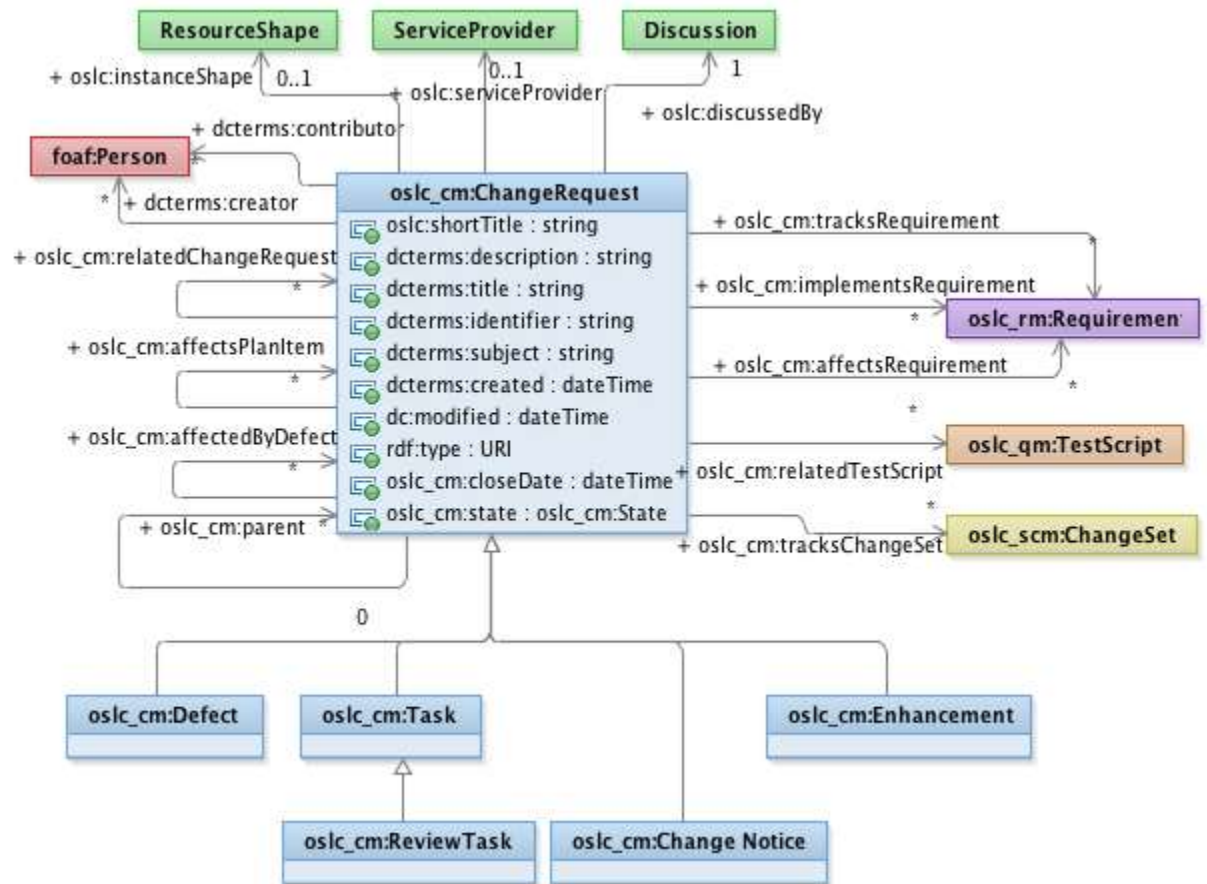 ResourceShape
ServiceProvider
Discussion
+ oslc:instanceShape
0..1
0..1
+ oslc:serviceProvider
1
+ oslc:discussedBy
+ dcterms:contributor
*
foaf:Person
* + dcterms:creator
oslc_cm:ChangeRequest
oslc:shortTitle : string
dcterms:description : string
dcterms:title : string
dcterms:identifier : string
dcterms:subject : string
dcterms:created : dateTime
dc:modified : dateTime
rdf:type : URI
oslc_cm:closeDate : dateTime
oslc_cm:state : oslc_cm:State
+ oslc_cm:relatedChangeRequest
*
+ oslc_cm:affectsPlanItem
*
+ oslc_cm:affectedByDefect
*
+ oslc_cm:parent *
0
+ oslc_cm:tracksRequirement
*
+ oslc_cm:implementsRequirement
*
oslc_rm:Requirement
+ oslc_cm:affectsRequirement
*
*
oslc_qm:TestScript
+ oslc_cm:relatedTestScript
*
oslc_scm:ChangeSet
+ oslc_cm:tracksChangeSet
oslc_cm:Defect
oslc_cm:Task
oslc_cm:Enhancement
oslc_cm:ReviewTask
oslc_cm:Change Notice